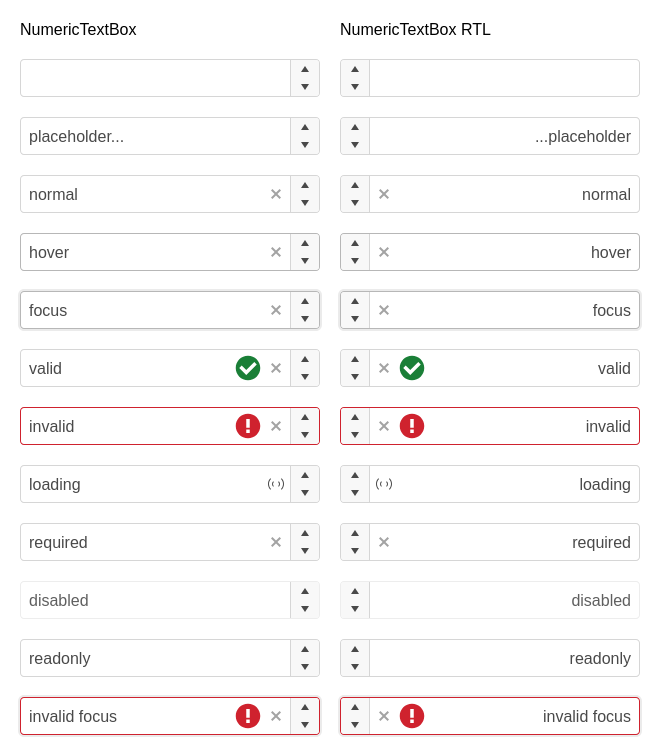 NumericTextBox
NumericTextBox RTL
placeholder...
...placeholder
normal
normal
hover
hover
focus
focus
valid
valid
invalid
invalid
loading
loading
required
required
disabled
disabled
readonly
readonly
invalid focus
invalid focus